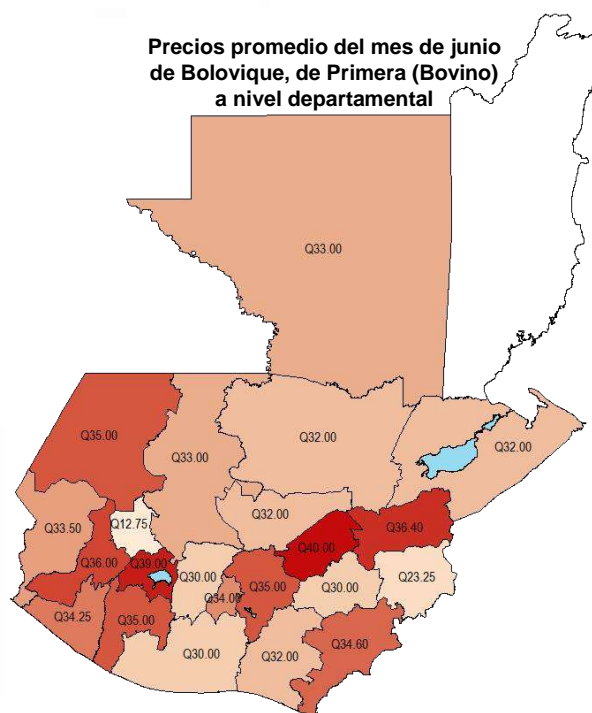 Precios promedio del mes de junio
de Bolovique, de Primera (Bovino)
a nivel departamental
Q33.00
Q35.00
Q33.00
Q32.00
Q32.00
Q33.50
Q12.75
Q32.00
Q36.40
Q40.00
Q36.00
Q39.00
Q30.00
Q34.00
Q35.00
Q30.00
Q23.25
Q34.25
Q35.00
Q34.60
Q30.00
Q32.00